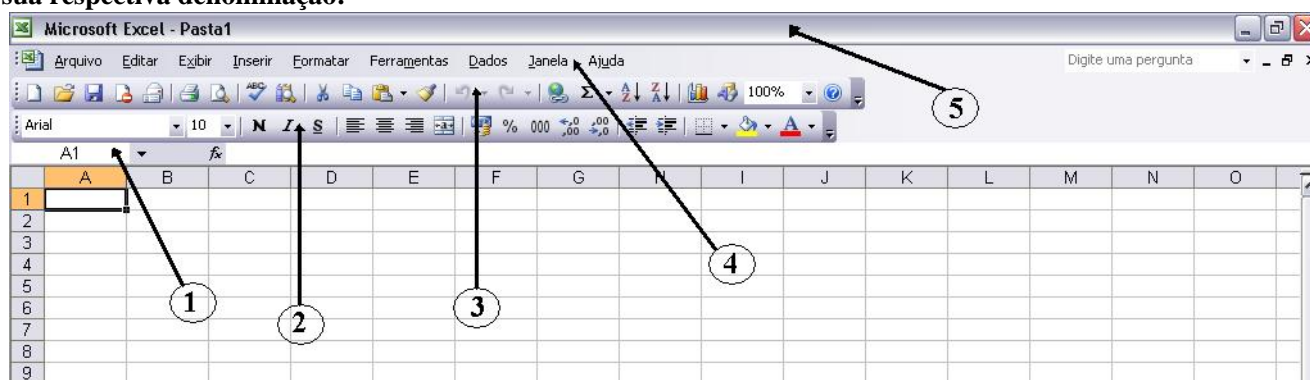 sua respectiva denominação.
Microsoft Excel - Pasta1
Arquivo Editar Exibir Inserir Formatar Ferramentas Dados Janela Ajuda Digite uma pergunta
ABC Σ A Z Z A 100% ?
Arial 10 N I S a % 000 A
A1 fx
A B C D E F G H I J K L M N O
1
2
3
4
5
6
7
8
9
5
4
1
2
3